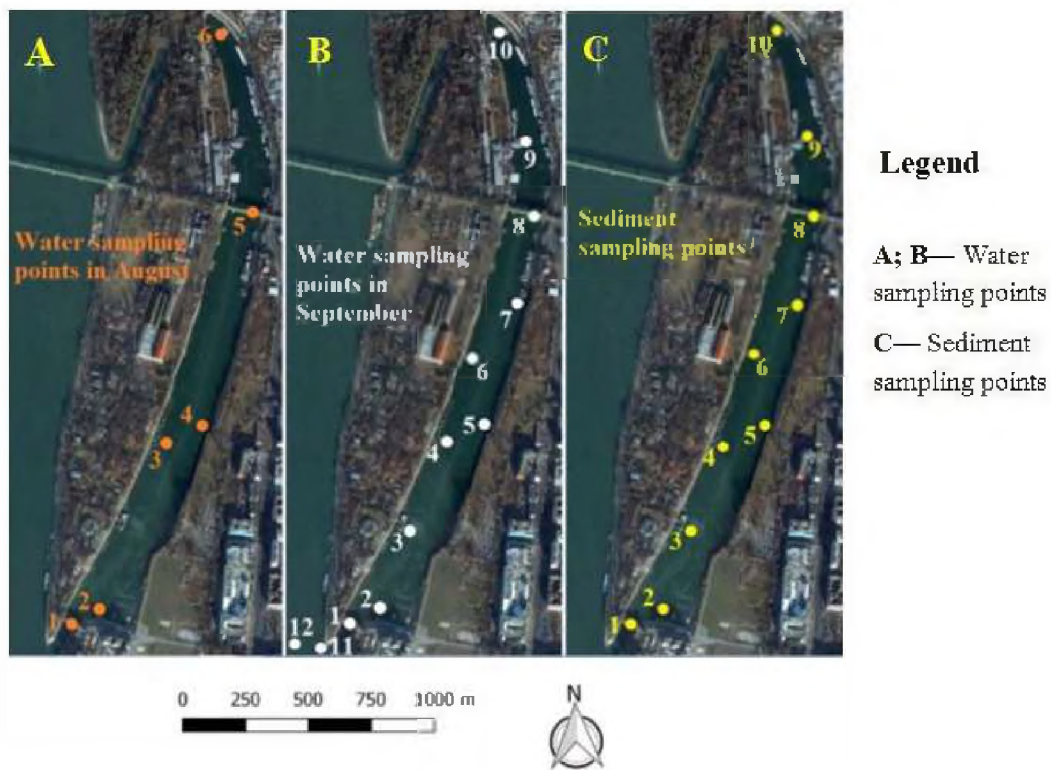 A
B
C
6
5
4
3
2
1
Water sampling
points in August
10
9
8
7
6
5
4
3
2
1
12
11
Water sampling
points in
September
10
9
8
7
6
5
4
3
2
1
Sediment
sampling points
Legend
A; B— Water
sampling points
C— Sediment
sampling points
0 250 500 750 1000 m
N